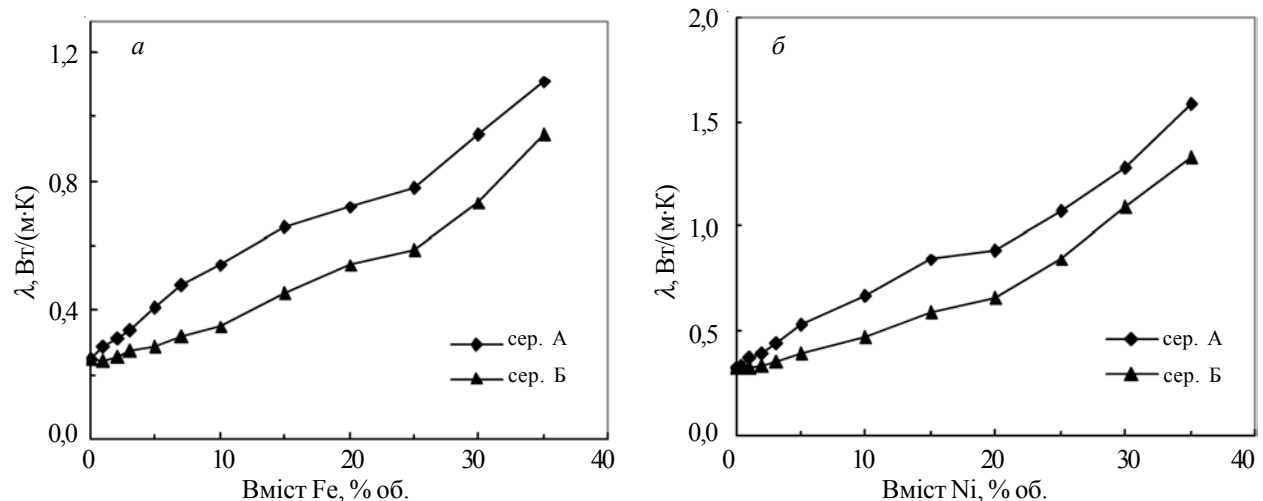 а
λ, Вт/(м·К)
1,2
0,8
0,4
0,0
0 10 20 30 40
Вміст Fe, % об.
сер. А
сер. Б
б
λ, Вт/(м·К)
2,0
1,5
1,0
0,5
0,0
0 10 20 30 40
Вміст Ni, % об.
сер. А
сер. Б